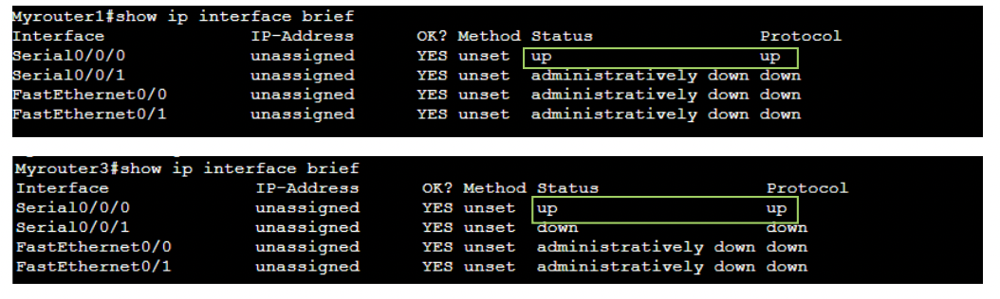 Myrouter1#show ip interface brief
Interface IP-Address OK? Method Status Protocol
Serial0/0/0 unassigned YES unset up up
Serial0/0/1 unassigned YES unset administratively down down
FastEthernet0/0 unassigned YES unset administratively down down
FastEthernet0/1 unassigned YES unset administratively down down
Myrouter3#show ip interface brief
Interface IP-Address OK? Method Status Protocol
Serial0/0/0 unassigned YES unset up up
Serial0/0/1 unassigned YES unset down down
FastEthernet0/0 unassigned YES unset administratively down down
FastEthernet0/1 unassigned YES unset administratively down down